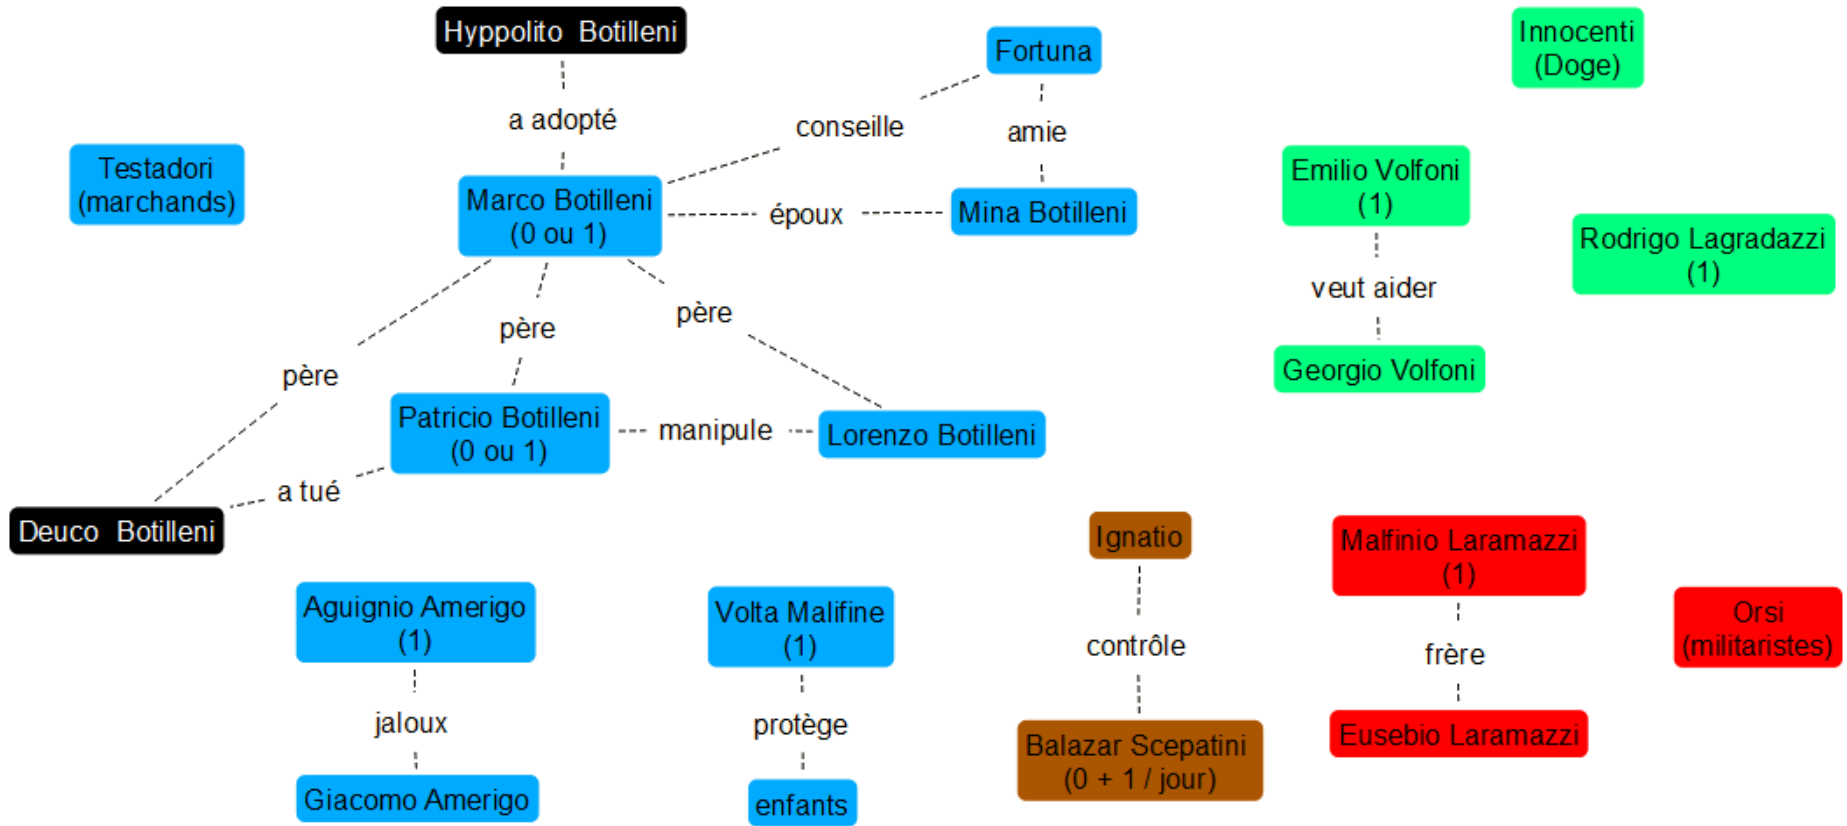 Hyppolito Botilleni
Fortuna
Innocenti
(Doge)
a adopté
conseille
amie
Testadori
(marchands)
Emilio Volfoni
(1)
Marco Botilleni
(0 ou 1)
époux
Mina Botilleni
Rodrigo Lagradazzi
(1)
veut aider
père
père
père
Georgio Volfoni
Patricio Botilleni
(0 ou 1)
manipule
Lorenzo Botilleni
a tué
Deuco Botilleni
Ignatio
Malfinio Laramazzi
(1)
Aguignio Amerigo
(1)
Volta Malifine
(1)
Orsi
(militaristes)
contrôle
frère
jaloux
protège
Balazar Scepatini
(0 + 1 / jour)
Eusebio Laramazzi
Giacomo Amerigo
enfants